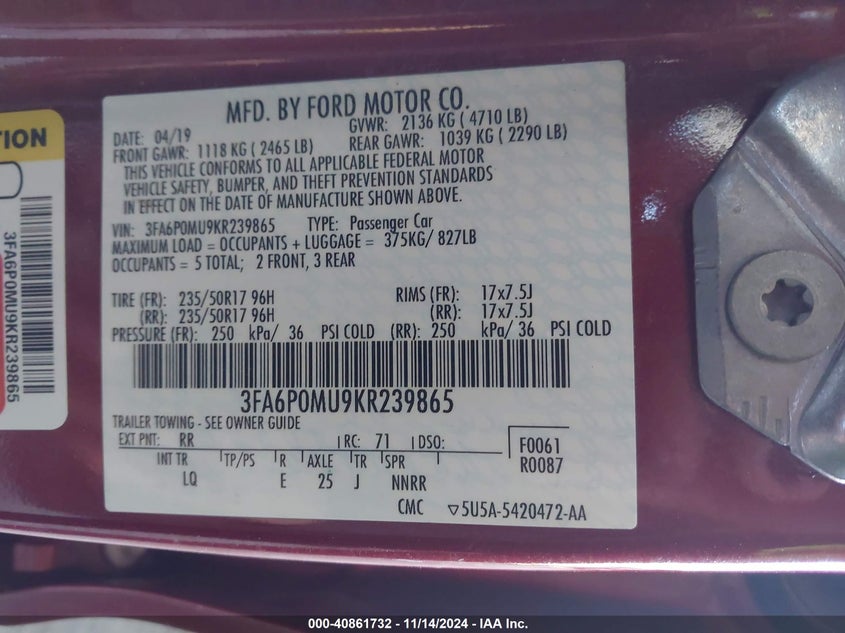 TION
3FA6P0MU9KR239865
MFD. BY FORD MOTOR CO.
DATE: 04/19 GVWR: 2136 KG ( 4710 LB)
FRONT GAWR: 1118 KG ( 2465 LB) REAR GAWR: 1039 KG ( 2290 LB)
THIS VEHICLE CONFORMS TO ALL APPLICABLE FEDERAL MOTOR
VEHICLE SAFETY, BUMPER, AND THEFT PREVENTION STANDARDS
IN EFFECT ON THE DATE OF MANUFACTURE SHOWN ABOVE.
VIN: 3FA6P0MU9KR239865 TYPE: Passenger Car
MAXIMUM LOAD = OCCUPANTS + LUGGAGE = 375KG/ 827LB
OCCUPANTS = 5 TOTAL; 2 FRONT, 3 REAR
TIRE (FR): 235/50R17 96H RIMS (FR): 17x7.5J
(RR): 235/50R17 96H (RR): 17x7.5J
PRESSURE (FR): 250 kPa/ 36 PSI COLD (RR): 250 kPa/ 36 PSI COLD
3FA6P0MU9KR239865
TRAILER TOWING - SEE OWNER GUIDE
EXT PNT: RR RC: 71 DSO: F0061
INT TR TP/PS R AXLE TR SPR R0087
LQ E 25 J NNRR
CMC ▽5U5A-5420472-AA
000-40861732 - 11/14/2024 - IAA Inc.